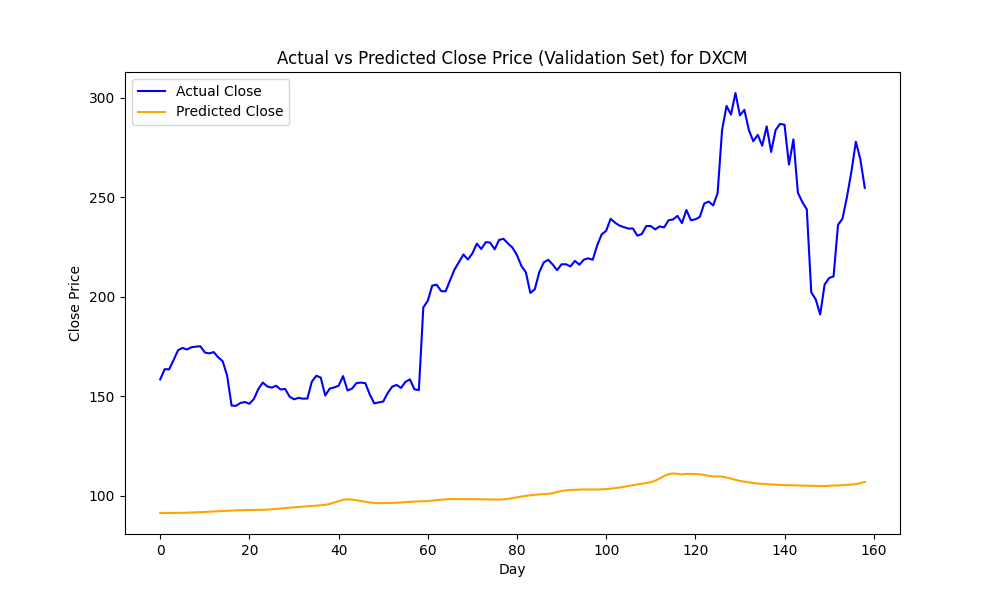 Actual vs Predicted Close Price (Validation Set) for DXCM
Actual Close
Predicted Close
300
250
200
150
100
Close Price
0 20 40 60 80 100 120 140 160
Day